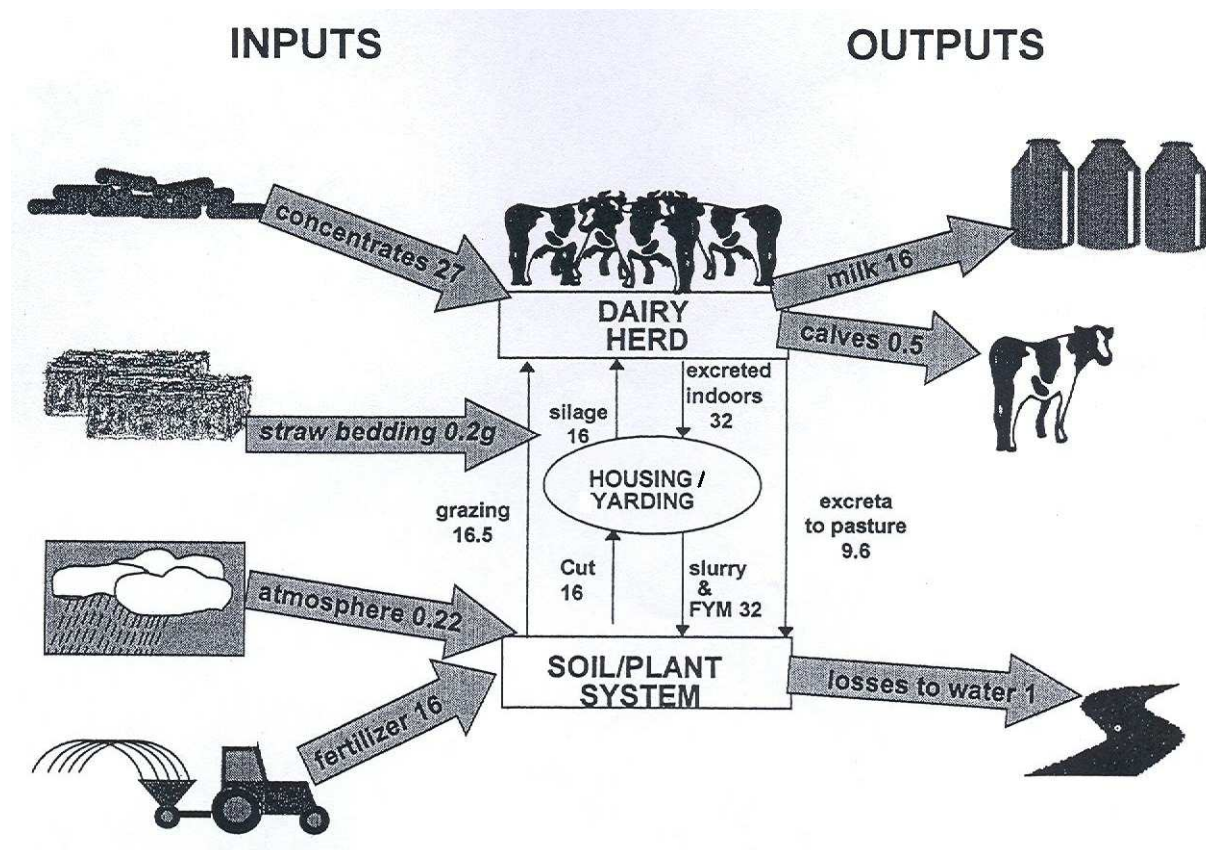 INPUTS
OUTPUTS
concentrates 27
milk 16
DAIRY
HERD
calves 0.5
straw bedding 0.2g
silage
16
excreted
indoors
32
HOUSING /
YARDING
grazing
16.5
excreta
to pasture
9.6
Cut
16
slurry
&
FYM 32
atmosphere 0.22
fertilizer 16
SOIL/PLANT
SYSTEM
losses to water 1